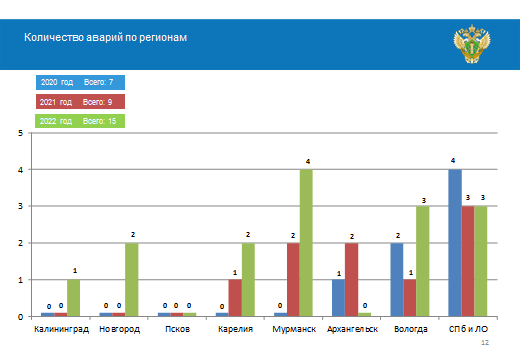 Количество аварий по регионам
2020 год Всего: 7
2021 год Всего: 9
2022 год Всего: 15
5
4
3
2
1
0
0 0 1
0 0 2
0 0 0
0 1 2
0 2 4
1 2 0
2 1 3
4 3 3
Калининград Новгород Псков Карелия Мурманск Архангельск Вологда СПб и ЛО
12